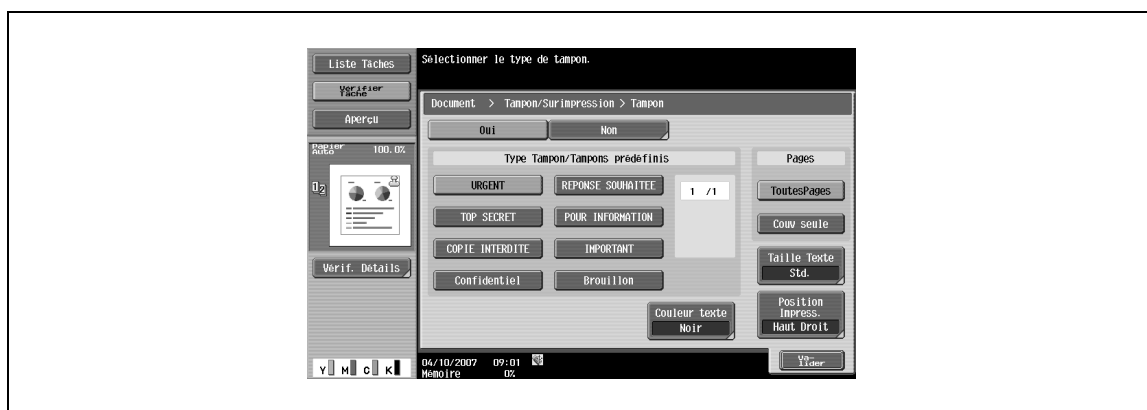 Liste Tâches
Sélectionner le type de tampon.
Vérifier
Tâche
Document > Tanpon/Surimpression > Tampon
Aperçu
Oui
Non
Papier
Auto
100.0%
Type Tampon/Tampons prédéfinis
Pages
URGENT
REPONSE SOUHAITEE
1 /1
ToutesPages
TOP SECRET
POUR INFORMATION
Couv seule
COPIE INTERDITE
IMPORTANT
Taille Texte
Std.
Vérif. Détails
Confidentiel
Brouillon
Position
Impress.
Haut Droit
Couleur texte
Noir
Va-
lider
04/10/2007 09:01
Mémoire 0%
Y M C K